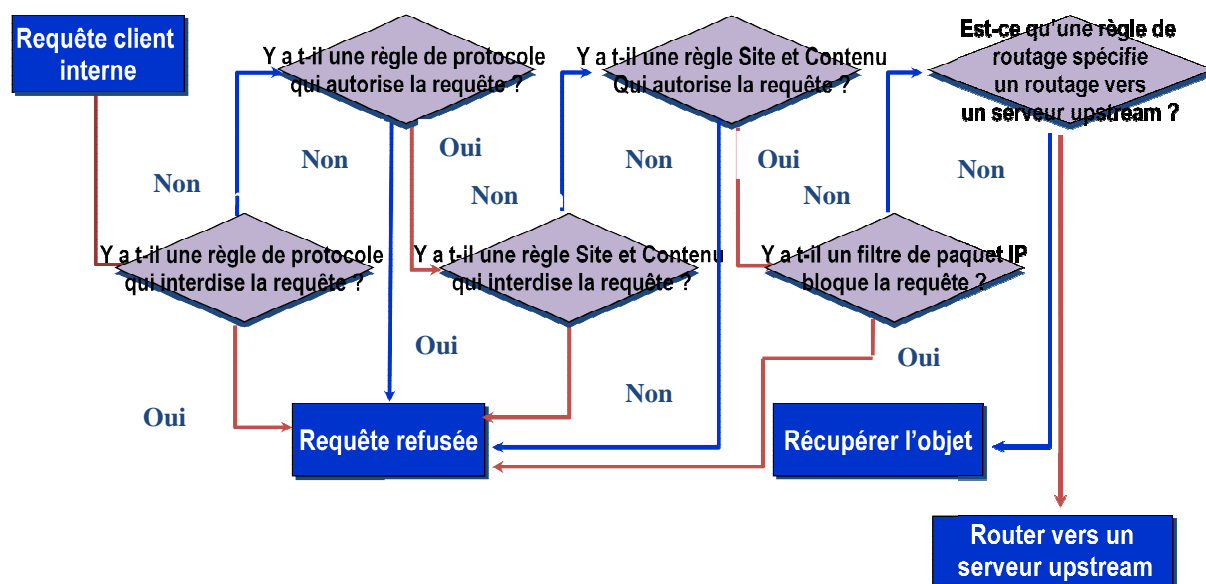 Requête client
interne
Y a t-il une règle de protocole
qui autorise la requête ?
Y a t-il une règle Site et Contenu
Qui autorise la requête ?
Est-ce qu'une règle de
routage spécifie
un routage vers
un serveur upstream ?
Non
Non
Oui
Non
Non
Oui
Non
Non
Y a t-il une règle de protocole
qui interdise la requête ?
Y a t-il une règle Site et Contenu
qui interdise la requête ?
Y a t-il un filtre de paquet IP
bloque la requête ?
Oui
Oui
Non
Oui
Requête refusée
Récupérer l'objet
Router vers un
serveur upstream